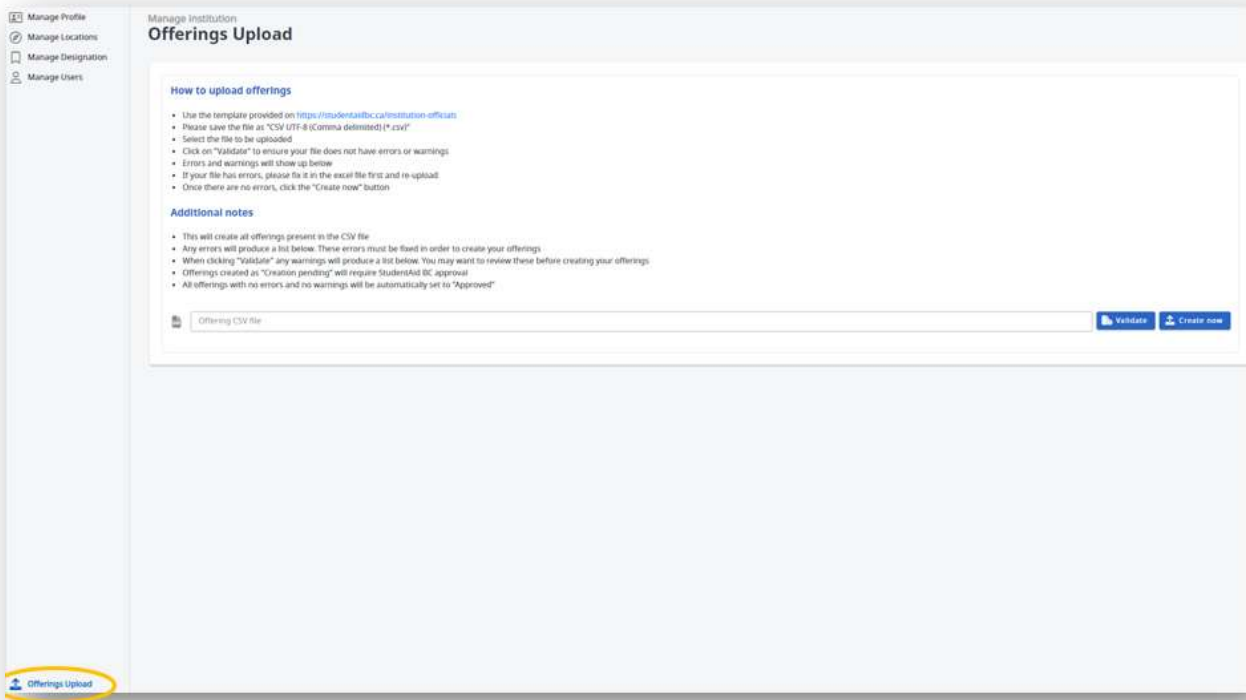 Manage Profile
Manage Locations
Manage Designation
Manage Users
Manage Institution
Offerings Upload
How to upload offerings
• Use the template provided on https://studentaidbc.ca/institution-officials
• Please save the file as "CSV UTF-8 (Comma delimited) (*.csv)"
• Select the file to be uploaded
• Click on "Validate" to ensure your file does not have errors or warnings
• Errors and warnings will show up below
• If your file has errors, please fix it in the excel file first and re-upload
• Once there are no errors, click the "Create now" button
Additional notes
• This will create all offerings present in the CSV file
• Any errors will produce a list below. These errors must be fixed in order to create your offerings
• When clicking "Validate" any warnings will produce a list below. You may want to review these before creating your offerings
• Offerings created as "Creation pending" will require StudentAid BC approval
• All offerings with no errors and no warnings will be automatically set to "Approved"
Offering CSV file
Validate
Create now
Offerings Upload